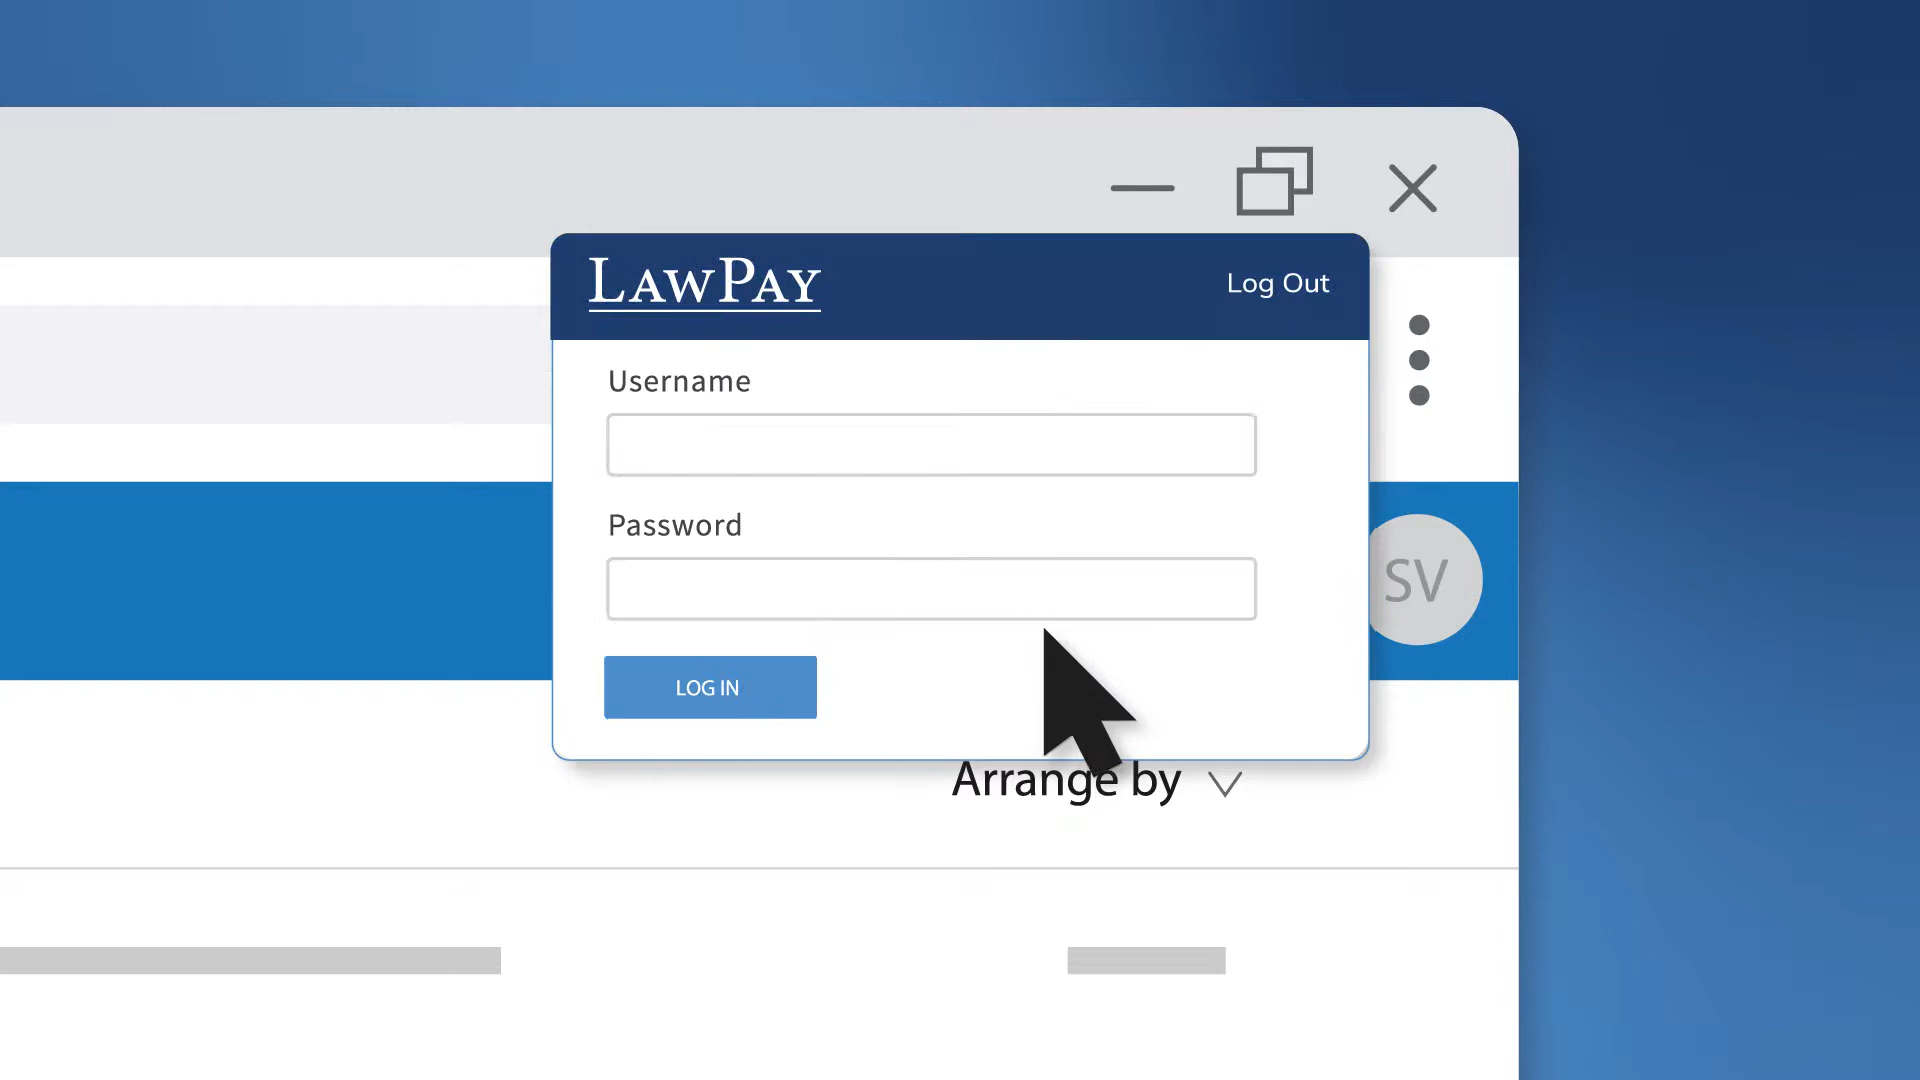 LAWPAY
Log Out
Username
Password
SV
LOG IN
Arrange by